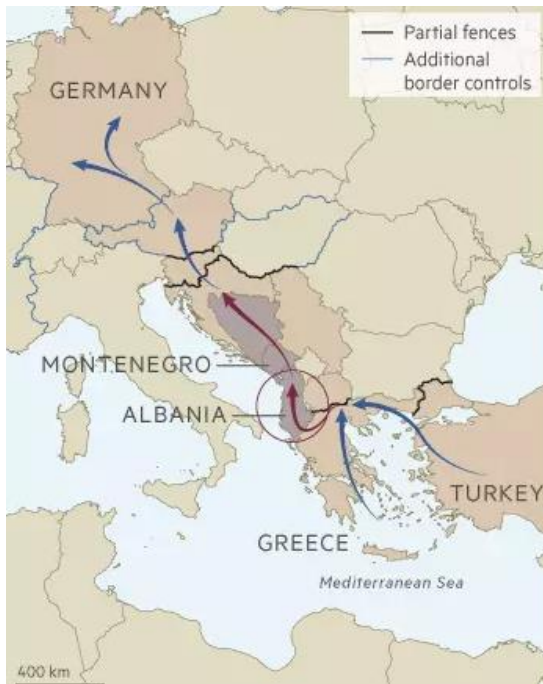 Partial fences
Additional
border controls
GERMANY
MONTENEGRO
ALBANIA
TURKEY
GREECE
Mediterranean Sea
400 km